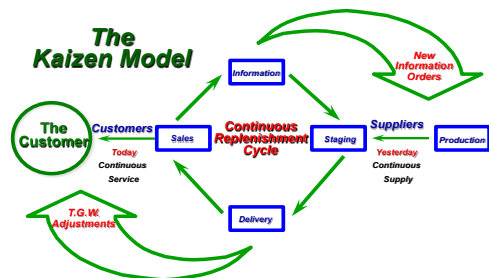 The
Kaizen Model
Information
New
Information
Orders
The
Customer
Customers
Sales
Continuous
Replenishment
Cycle
Staging
Suppliers
Production
Today
Continuous
Service
Yesterday
Continuous
Supply
T.G.W.
Adjustments
Delivery